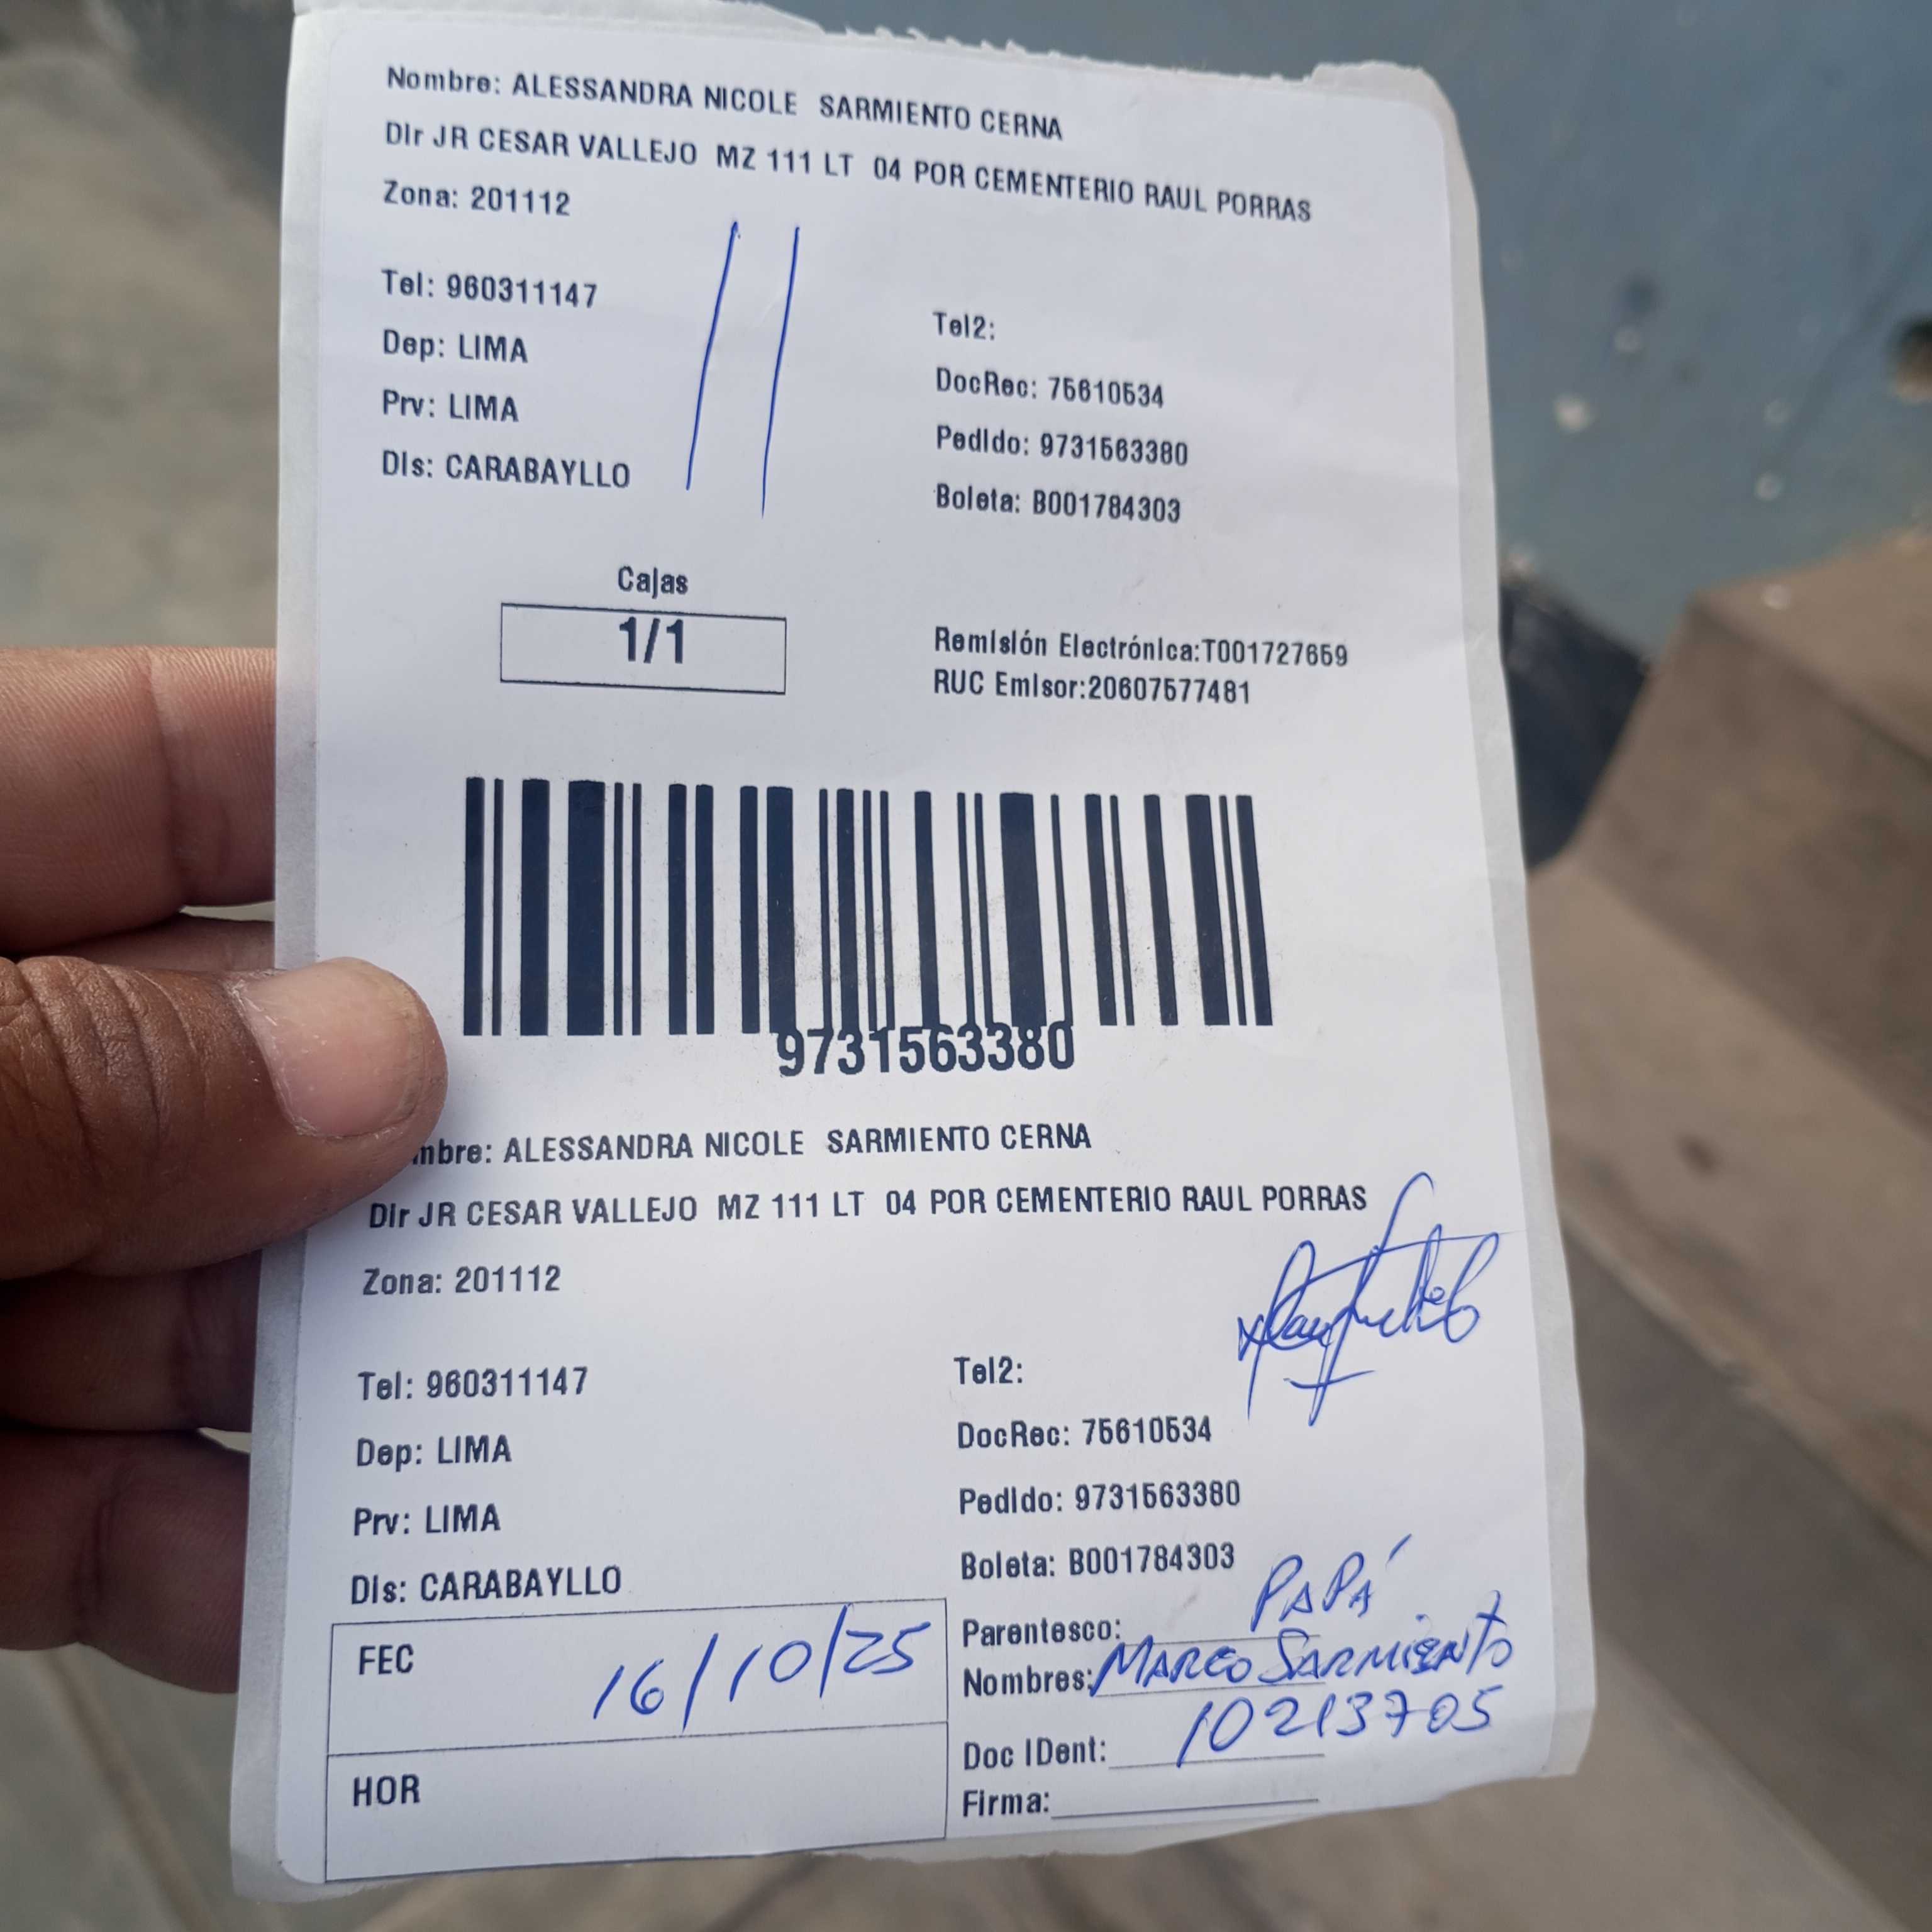 Nombre: ALESSANDRA NICOLE SARMIENTO CERNA
Dir JR CESAR VALLEJO MZ 111 LT 04 POR CEMENTERIO RAUL PORRAS
Zona: 201112
Tel: 960311147
Tel2:
Dep: LIMA
DocRec: 75610534
Prv: LIMA
Pedido: 9731563380
Dis: CARABAYLLO
Boleta: B001784303
Cajas
1/1
Remisión Electrónica:T001727659
RUC Emisor:20607577481
9731563380
mbre: ALESSANDRA NICOLE SARMIENTO CERNA
Dir JR CESAR VALLEJO MZ 111 LT 04 POR CEMENTERIO RAUL PORRAS
Zona: 201112
Tel: 960311147
Tel2:
Dep: LIMA
DocRec: 75610534
Prv: LIMA
Pedido: 9731563380
Dis: CARABAYLLO
Boleta: B001784303
FEC 16/10/25
Parentesco: PAPÁ
Nombres: MARCO SARMIENTO
Doc IDent: 10213705
HOR
Firma: